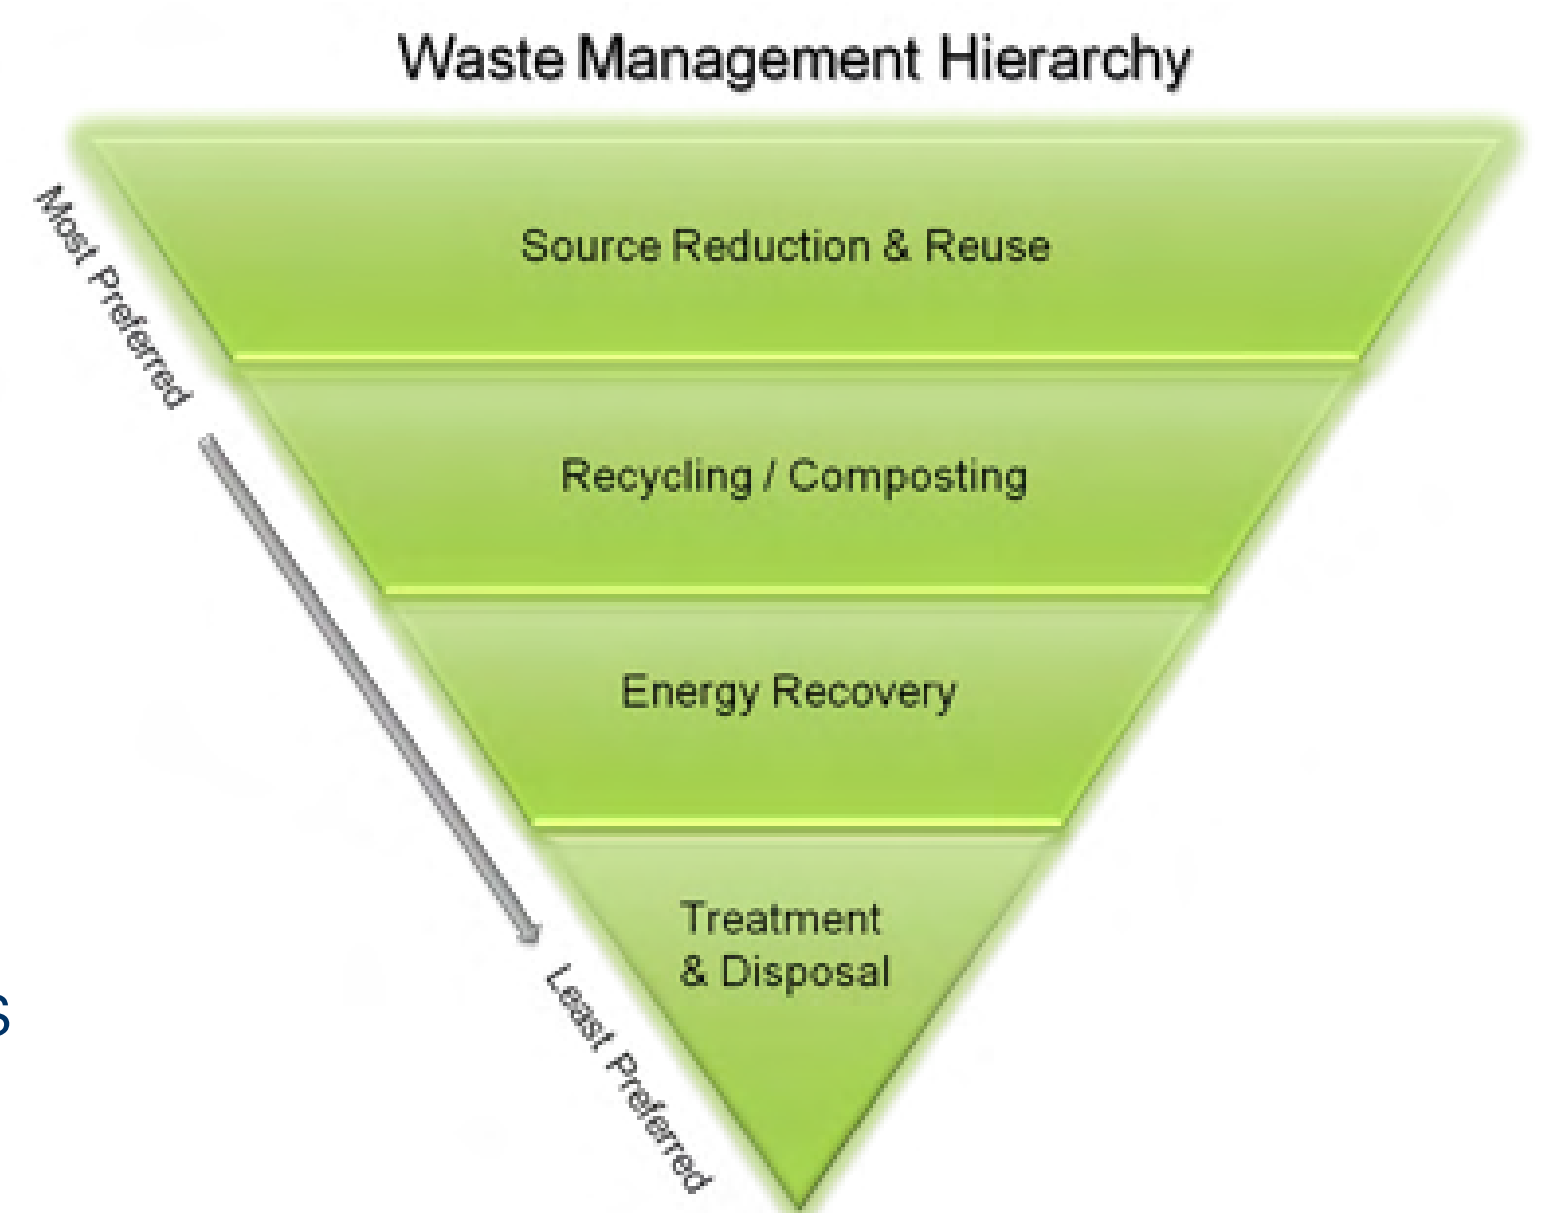 Waste Management Hierarchy
Most Preferred
Source Reduction & Reuse
Recycling / Composting
Energy Recovery
Treatment
& Disposal
Least Preferred
s